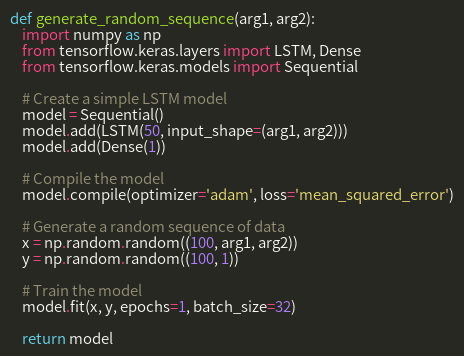 def generate_random_sequence(arg1, arg2):
    import numpy as np
    from tensorflow.keras.layers import LSTM, Dense
    from tensorflow.keras.models import Sequential

    # Create a simple LSTM model
    model = Sequential()
    model.add(LSTM(50, input_shape=(arg1, arg2)))
    model.add(Dense(1))

    # Compile the model
    model.compile(optimizer='adam', loss='mean_squared_error')

    # Generate a random sequence of data
    x = np.random.random((100, arg1, arg2))
    y = np.random.random((100, 1))

    # Train the model
    model.fit(x, y, epochs=1, batch_size=32)

    return model